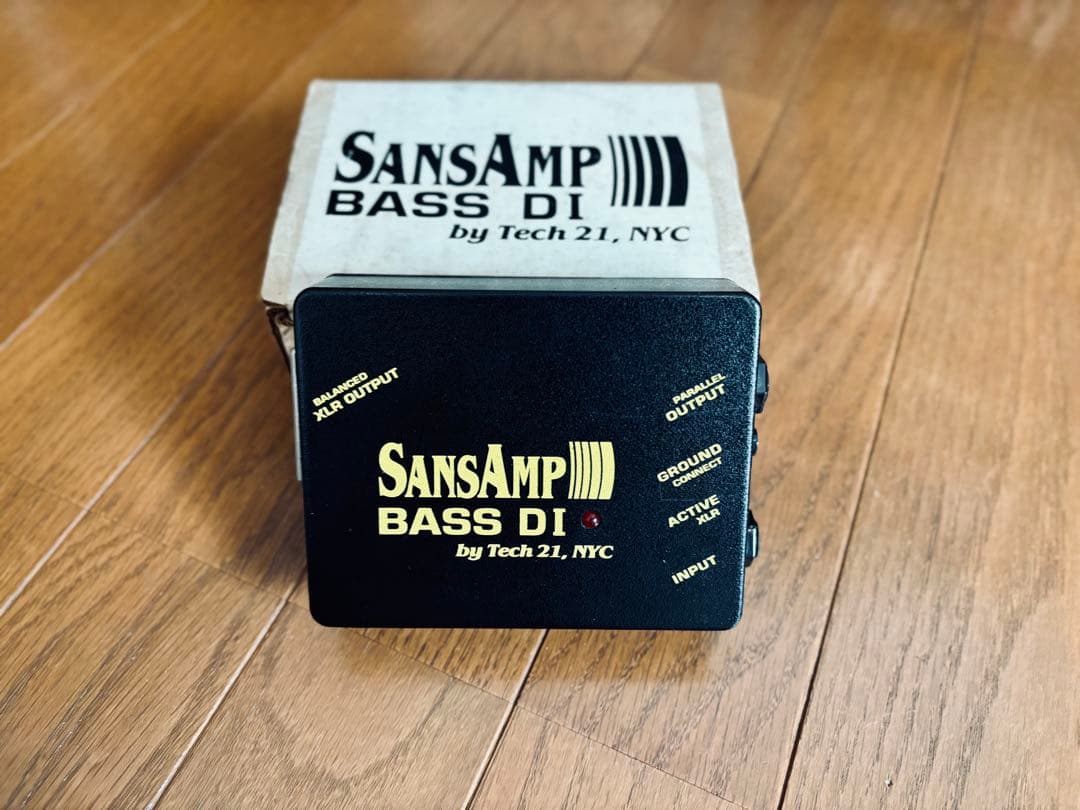 SANSAMP
BASS DI
by Tech 21, NYC
BALANCED
XLR OUTPUT
PARALLEL
OUTPUT
GROUND
CONNECT
ACTIVE
XLR
INPUT
SANSAMP
BASS DI
by Tech 21, NYC